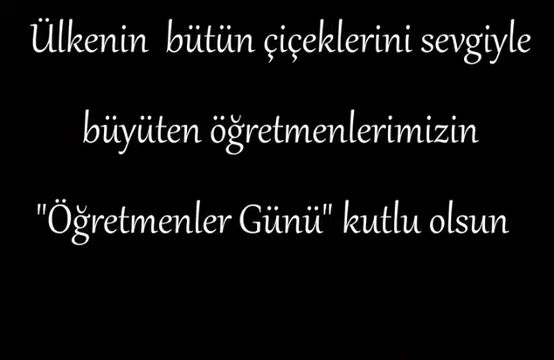 Ülkenin bütün çiçeklerini sevgiyle
büyüten öğretmenlerimizin
"Öğretmenler Günü" kutlu olsun